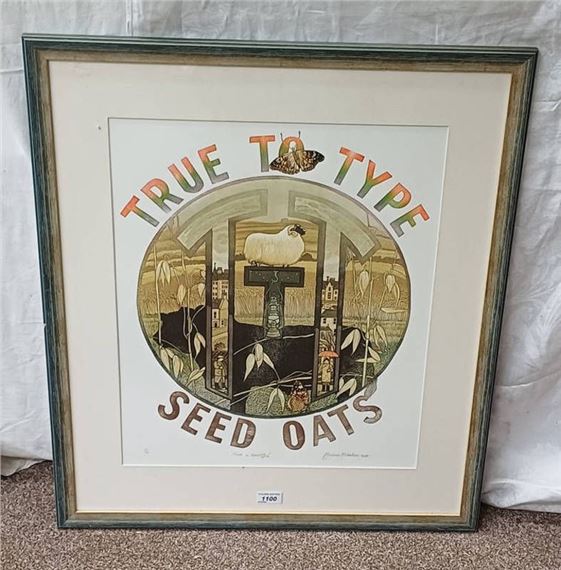 TRUE TO TYPE
T T T
SEED OATS
1100